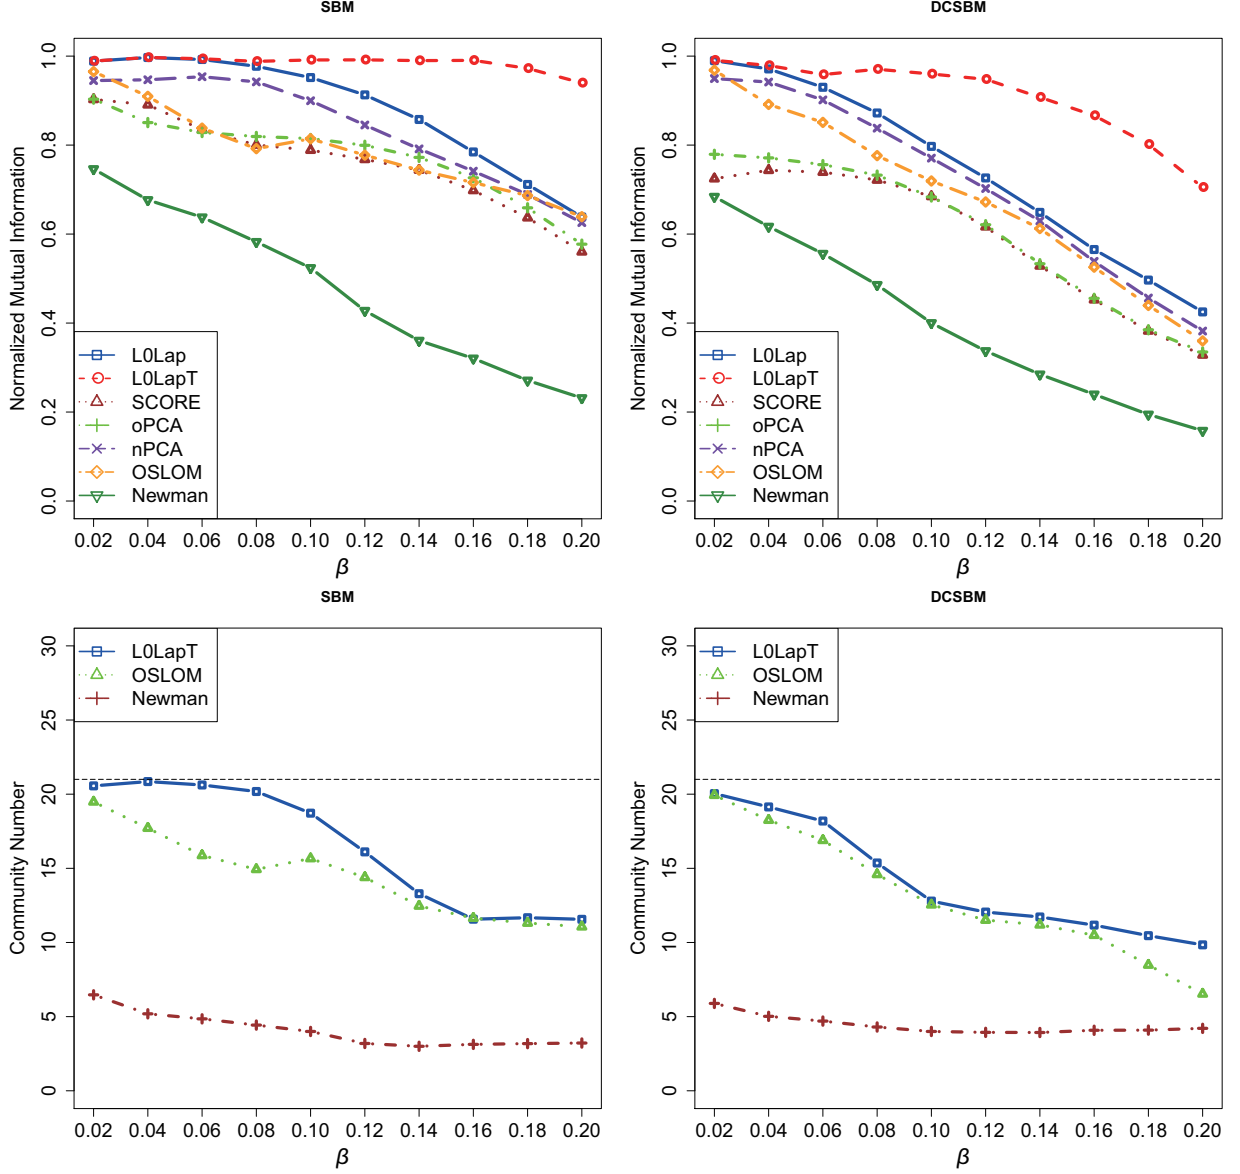 SBM
Normalized Mutual Information
1.0
0.8
0.6
0.4
0.2
0.0
L0Lap
L0LapT
SCORE
oPCA
nPCA
OSLOM
Newman
0.02 0.04 0.06 0.08 0.10 0.12 0.14 0.16 0.18 0.20
β
DCSBM
Normalized Mutual Information
1.0
0.8
0.6
0.4
0.2
0.0
L0Lap
L0LapT
SCORE
oPCA
nPCA
OSLOM
Newman
0.02 0.04 0.06 0.08 0.10 0.12 0.14 0.16 0.18 0.20
β
SBM
Community Number
30
25
20
15
10
5
0
L0LapT
OSLOM
Newman
0.02 0.04 0.06 0.08 0.10 0.12 0.14 0.16 0.18 0.20
β
DCSBM
Community Number
30
25
20
15
10
5
0
L0LapT
OSLOM
Newman
0.02 0.04 0.06 0.08 0.10 0.12 0.14 0.16 0.18 0.20
β